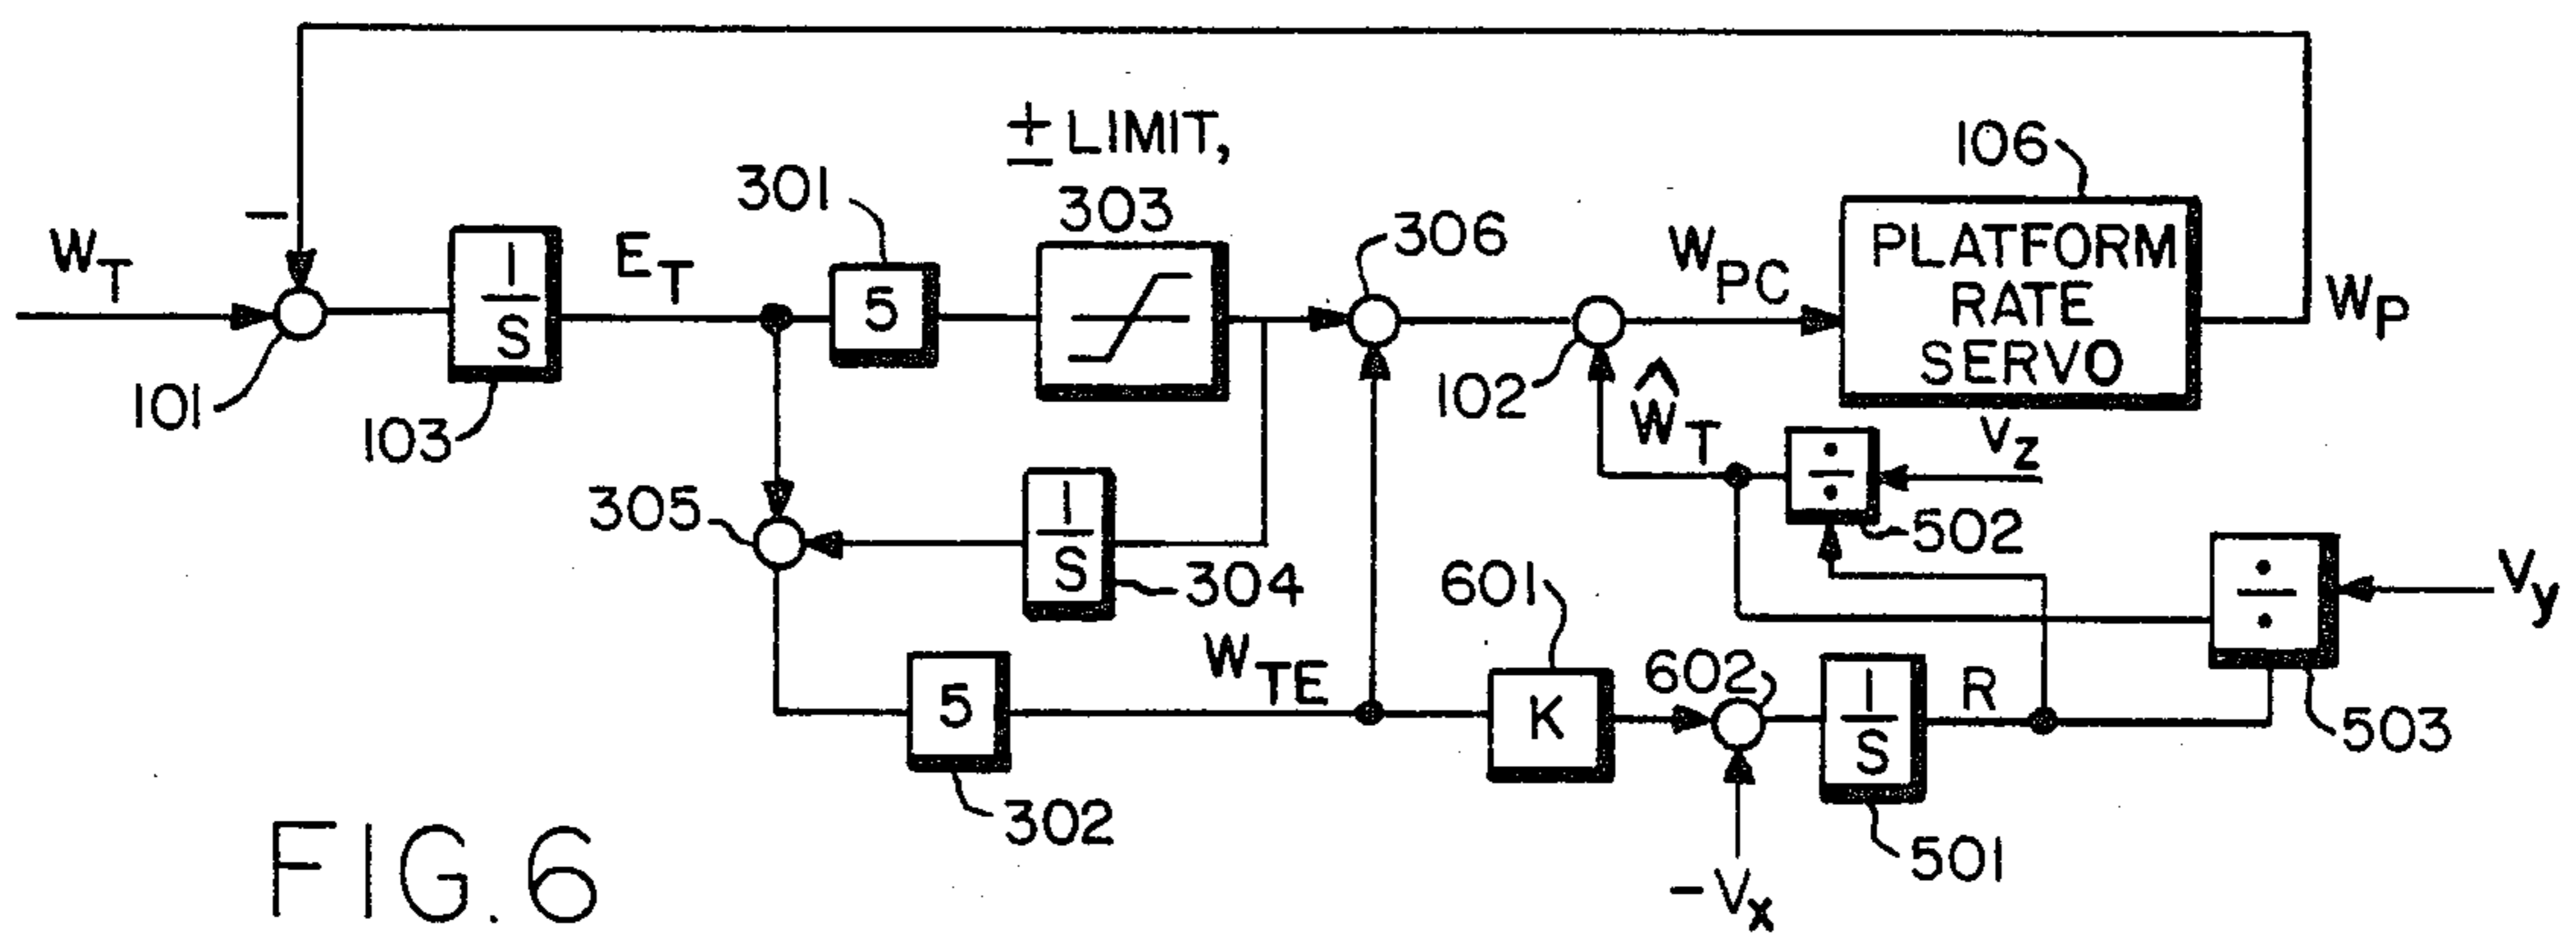 ± LIMIT,
301
303
106
W_T
−
E_T
5
306
W_PC
PLATFORM
RATE
SERVO
W_P
1/S
101
103
102
Ŵ_T
÷
V_Z
502
305
1/S
304
601
÷
V_y
503
5
W_TE
K
602
1/S
R
302
501
−V_x
FIG. 6